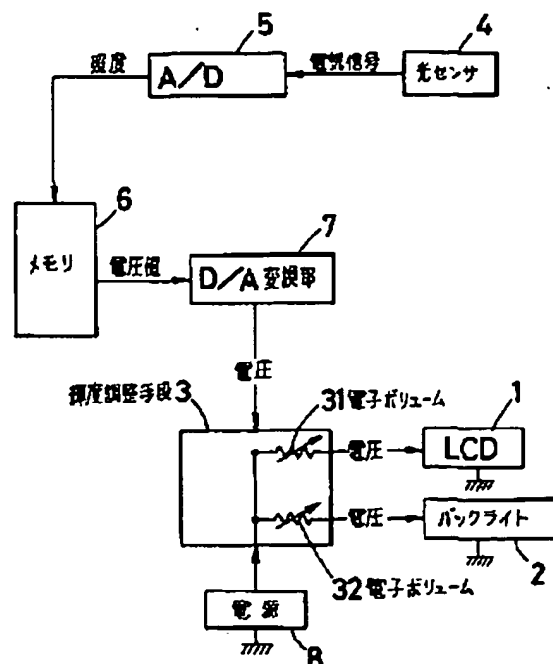 5
4
照度
A/D
電気信号
光センサ
6
メモリ
電圧値
7
D/A変換部
電圧
輝度調整手段3
31電子ボリューム
電圧
1
LCD
電圧
バックライト
2
32電子ボリューム
電源
8